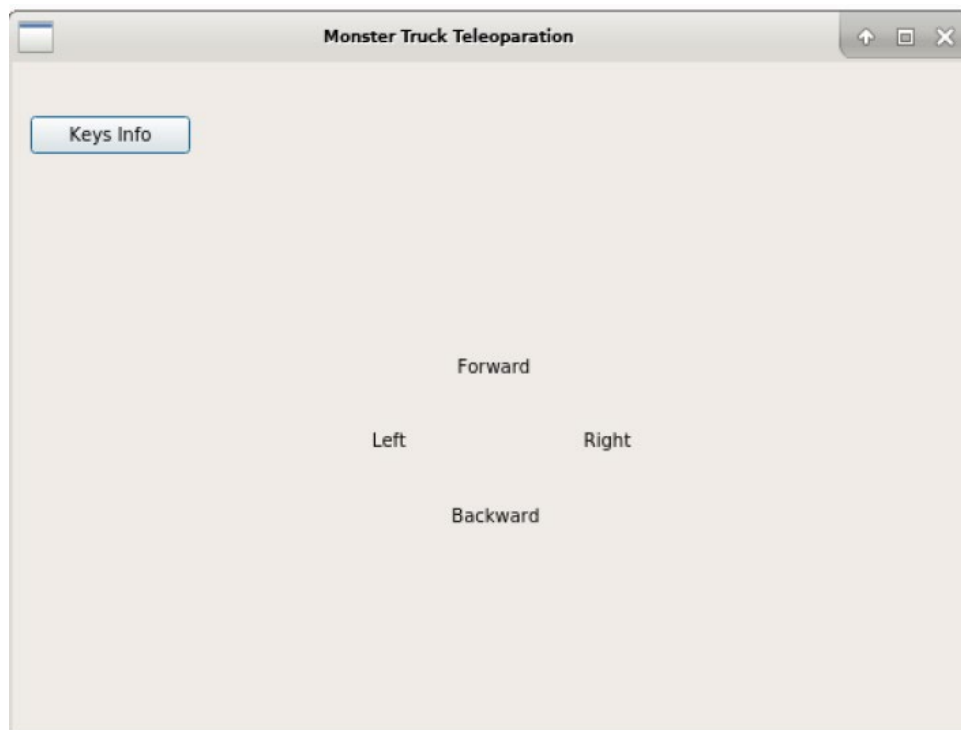 Monster Truck Teleoparation
Keys Info
Forward
Left Right
Backward